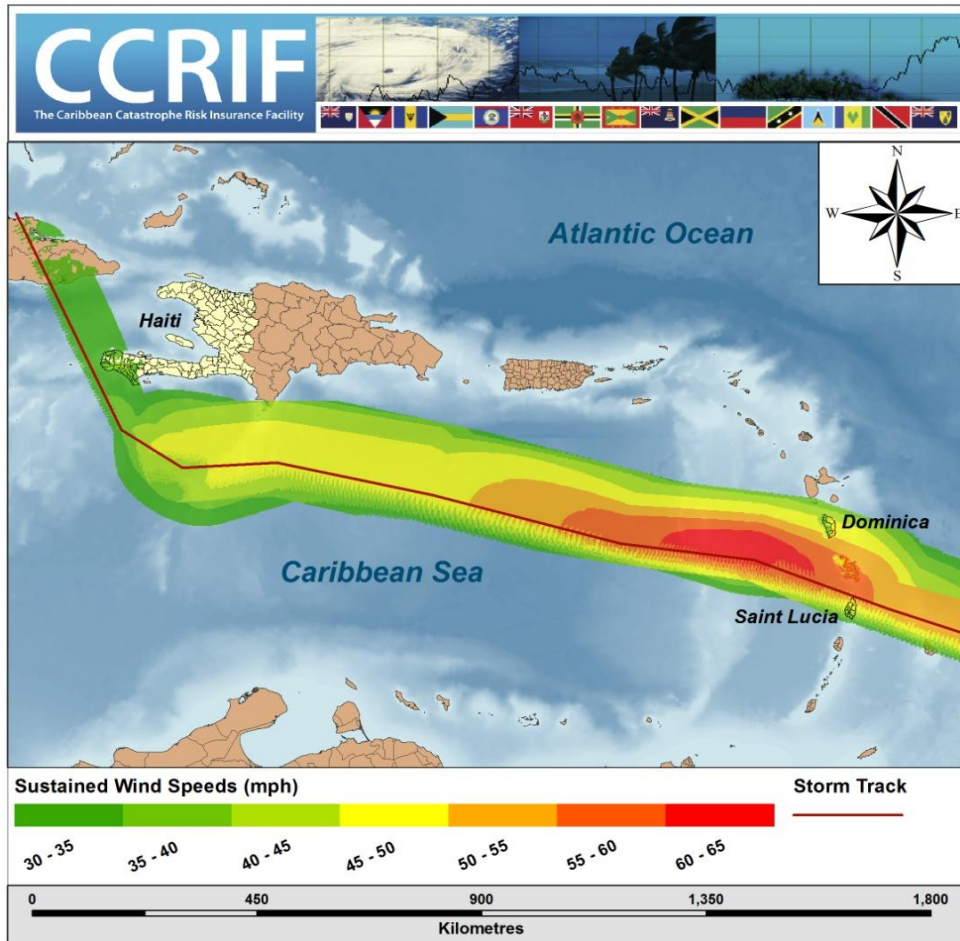 CCRIF
The Caribbean Catastrophe Risk Insurance Facility
N
W E
S
Atlantic Ocean
Haiti
Dominica
Caribbean Sea
Saint Lucia
Sustained Wind Speeds (mph)
Storm Track
30 - 35
35 - 40
40 - 45
45 - 50
50 - 55
55 - 60
60 - 65
0 450 900 1,350 1,800
Kilometres